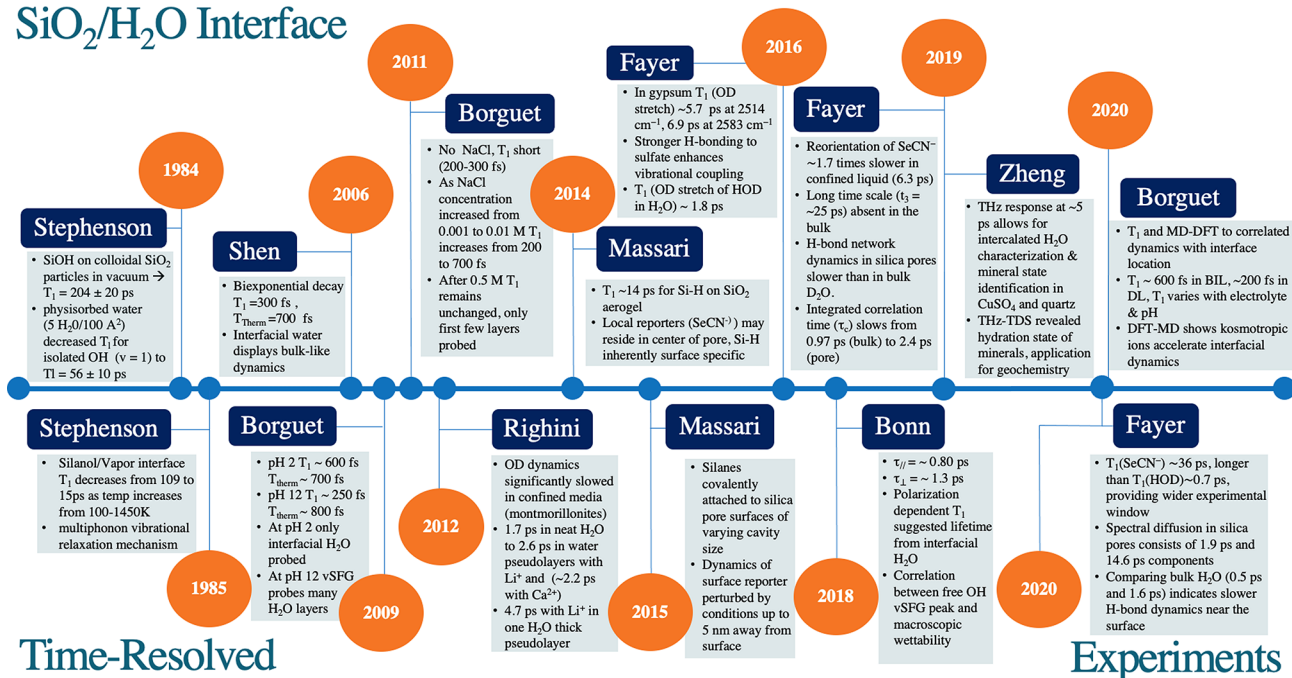 SiO₂/H₂O Interface
1984
Stephenson
• SiOH on colloidal SiO₂
particles in vacuum →
T₁ = 204 ± 20 ps
• physisorbed water
(5 H₂0/100 A²)
decreased T₁ for
isolated OH (v = 1) to
Tl = 56 ± 10 ps
2006
Shen
• Biexponential decay
T₁ =300 fs ,
T_Therm =700 fs
• Interfacial water
displays bulk-like
dynamics
2011
Borguet
• No NaCl, T₁ short
(200-300 fs)
• As NaCl
concentration
increased from
0.001 to 0.01 M T₁
increases from 200
to 700 fs
• After 0.5 M T₁
remains
unchanged, only
first few layers
probed
2014
Massari
• T₁ ~14 ps for Si-H on SiO₂
aerogel
• Local reporters (SeCN⁻) may
reside in center of pore, Si-H
inherently surface specific
2016
Fayer
• In gypsum T₁ (OD
stretch) ~5.7 ps at 2514
cm⁻¹, 6.9 ps at 2583 cm⁻¹
• Stronger H-bonding to
sulfate enhances
vibrational coupling
• T₁ (OD stretch of HOD
in H₂O) ~ 1.8 ps
2019
Fayer
• Reorientation of SeCN⁻
~1.7 times slower in
confined liquid (6.3 ps)
• Long time scale (t₃ =
~25 ps) absent in the
bulk
• H-bond network
dynamics in silica pores
slower than in bulk
D₂O.
• Integrated correlation
time (τ_c) slows from
0.97 ps (bulk) to 2.4 ps
(pore)
Zheng
• THz response at ~5
ps allows for
intercalated H₂O
characterization &
mineral state
identification in
CuSO₄ and quartz
• THz-TDS revealed
hydration state of
minerals, application
for geochemistry
2020
Borguet
• T₁ and MD-DFT to correlated
dynamics with interface
location
• T₁ ~ 600 fs in BIL, ~200 fs in
DL, T₁ varies with electrolyte
& pH
• DFT-MD shows kosmotropic
ions accelerate interfacial
dynamics
Stephenson
• Silanol/Vapor interface
T₁ decreases from 109 to
15ps as temp increases
from 100-1450K
• multiphonon vibrational
relaxation mechanism
1985
Borguet
• pH 2 T₁ ~ 600 fs
T_therm ~ 700 fs
• pH 12 T₁ ~ 250 fs
T_therm ~ 800 fs
• At pH 2 only
interfacial H₂O
probed
• At pH 12 vSFG
probes many
H₂O layers
2009
2012
Righini
• OD dynamics
significantly slowed
in confined media
(montmorillonites)
• 1.7 ps in neat H₂O
to 2.6 ps in water
pseudolayers with
Li⁺ and (~2.2 ps
with Ca²⁺)
• 4.7 ps with Li⁺ in
one H₂O thick
pseudolayer
2015
Massari
• Silanes
covalently
attached to silica
pore surfaces of
varying cavity
size
• Dynamics of
surface reporter
perturbed by
conditions up to
5 nm away from
surface
2018
Bonn
• τ// = ~ 0.80 ps
• τ⊥ = ~ 1.3 ps
• Polarization
dependent T₁
suggested lifetime
from interfacial
H₂O
• Correlation
between free OH
vSFG peak and
macroscopic
wettability
2020
Fayer
• T₁(SeCN⁻) ~36 ps, longer
than T₁(HOD)~0.7 ps,
providing wider experimental
window
• Spectral diffusion in silica
pores consists of 1.9 ps and
14.6 ps components
• Comparing bulk H₂O (0.5 ps
and 1.6 ps) indicates slower
H-bond dynamics near the
surface
Time-Resolved
Experiments